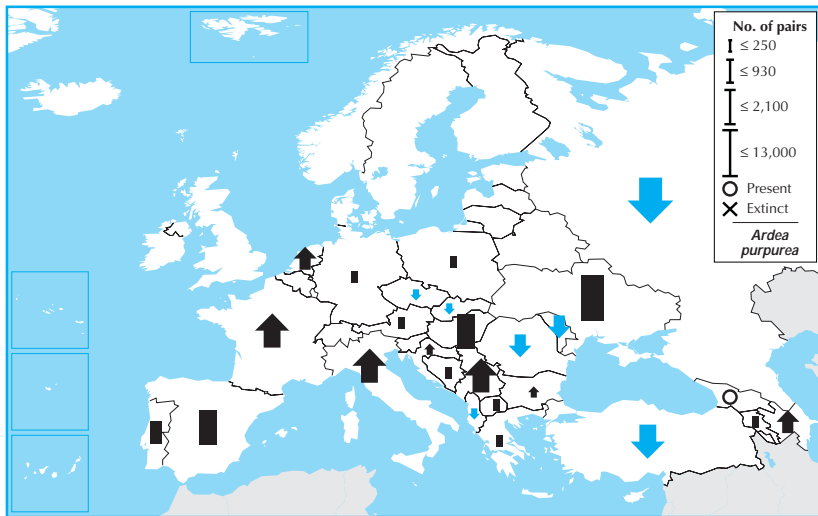 No. of pairs
≤ 250
≤ 930
≤ 2,100
≤ 13,000
Present
Extinct
Ardea
purpurea